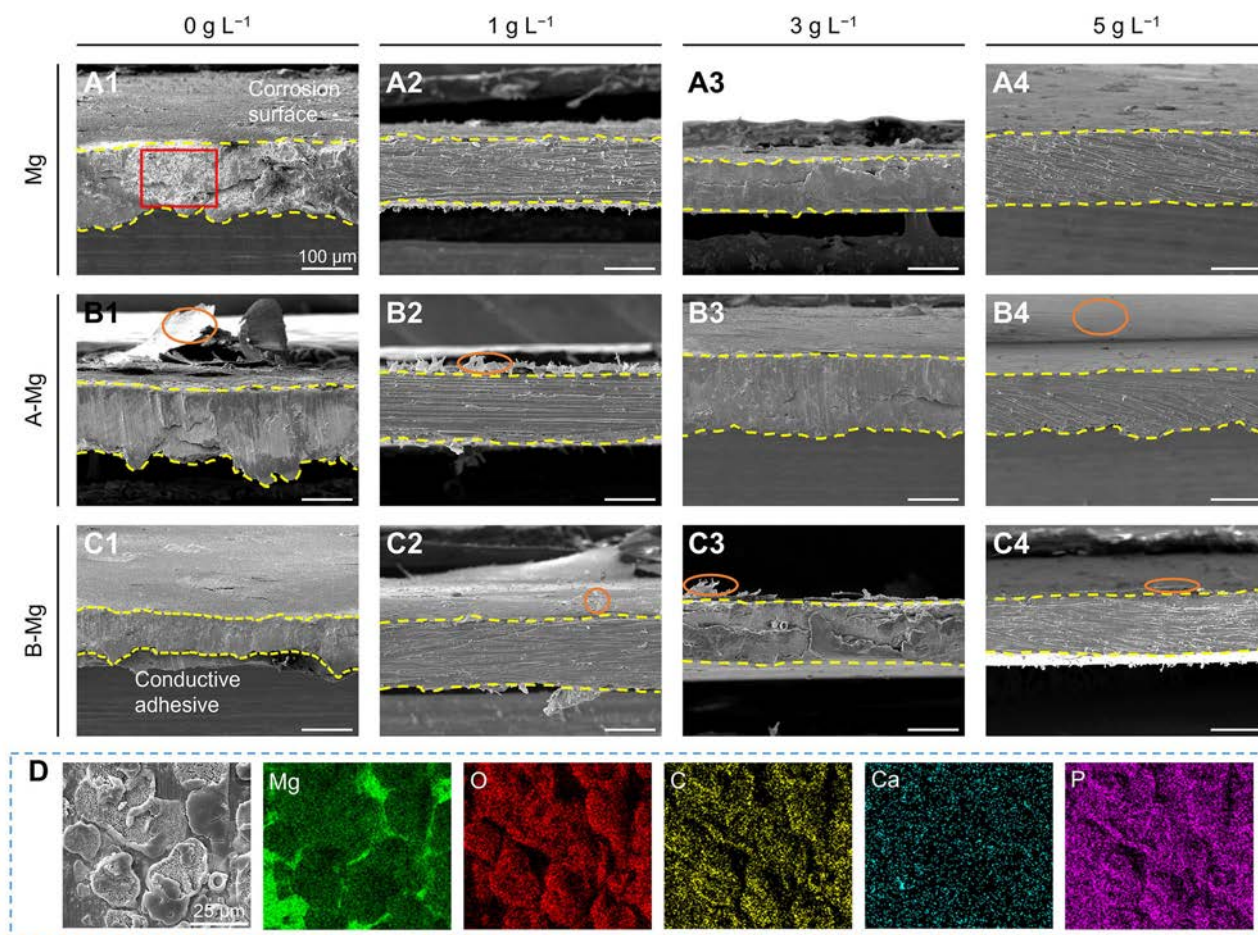 0 g L⁻¹
1 g L⁻¹
3 g L⁻¹
5 g L⁻¹
Mg
A1
Corrosion
surface
100 μm
A2
A3
A4
A-Mg
B1
B2
B3
B4
B-Mg
C1
Conductive
adhesive
C2
C3
C4
D
25 μm
Mg
O
C
Ca
P